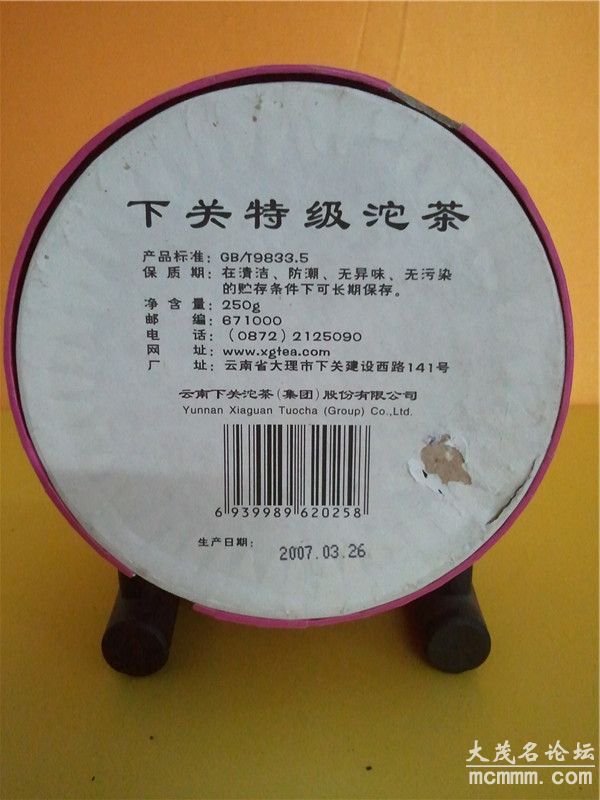 下关特级沱茶
产品标准: GB/T9833.5
保质期: 在清洁、防潮、无异味、无污染
的贮存条件下可长期保存。
净含量: 250g
邮编: 671000
电话: (0872) 2125090
网址: www.xgtea.com
厂址: 云南省大理市下关建设西路141号
云南下关沱茶(集团)股份有限公司
Yunnan Xiaguan Tuocha (Group) Co.,Ltd.
6 939989 620258
生产日期: 2007.03.26
大茂名论坛
mcmmm.com